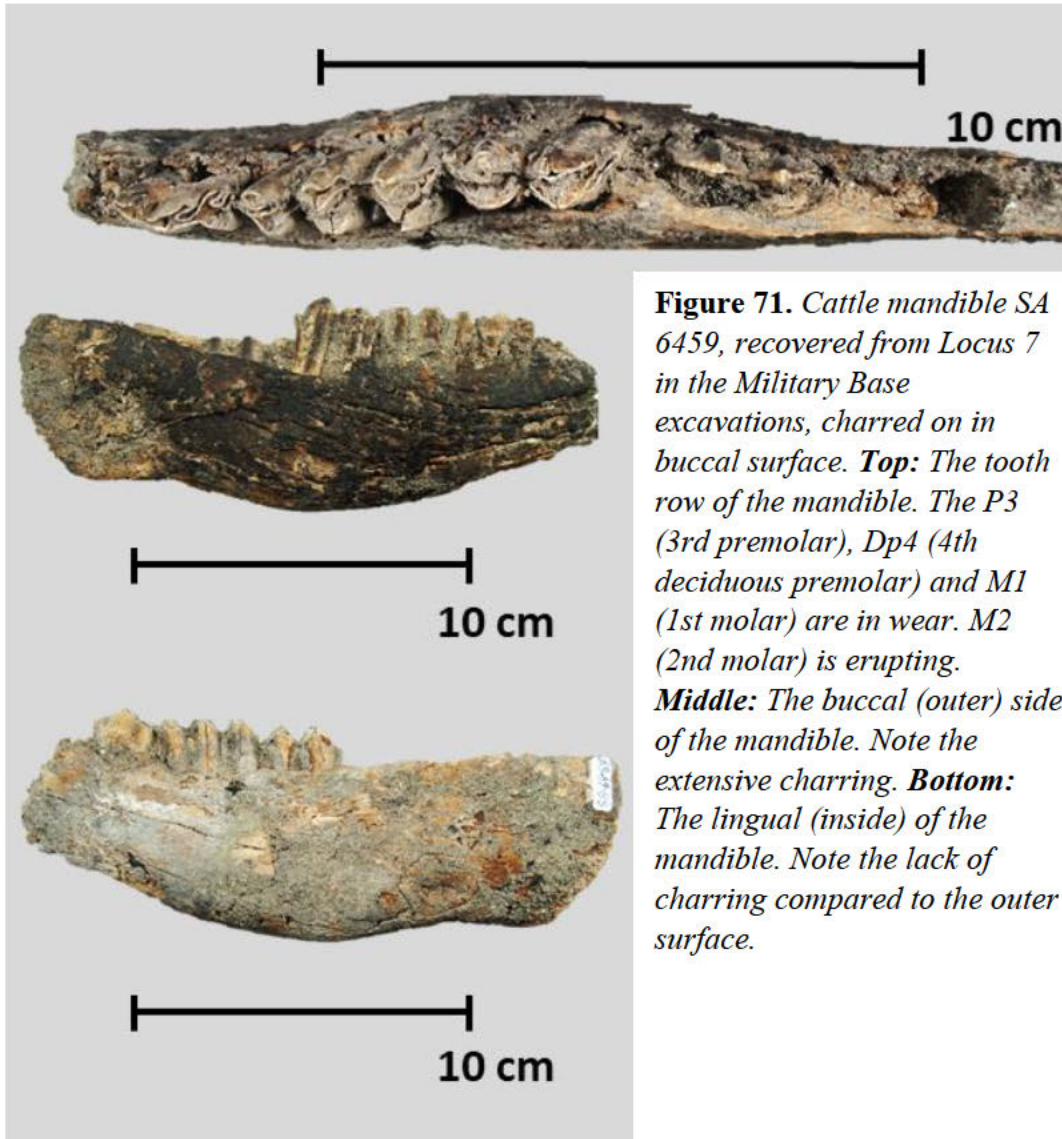 10 cm
Figure 71. Cattle mandible SA
6459, recovered from Locus 7
in the Military Base
excavations, charred on in
buccal surface. Top: The tooth
row of the mandible. The P3
(3rd premolar), Dp4 (4th
deciduous premolar) and M1
(1st molar) are in wear. M2
(2nd molar) is erupting.
Middle: The buccal (outer) side
of the mandible. Note the
extensive charring. Bottom:
The lingual (inside) of the
mandible. Note the lack of
charring compared to the outer
surface.
10 cm
10 cm